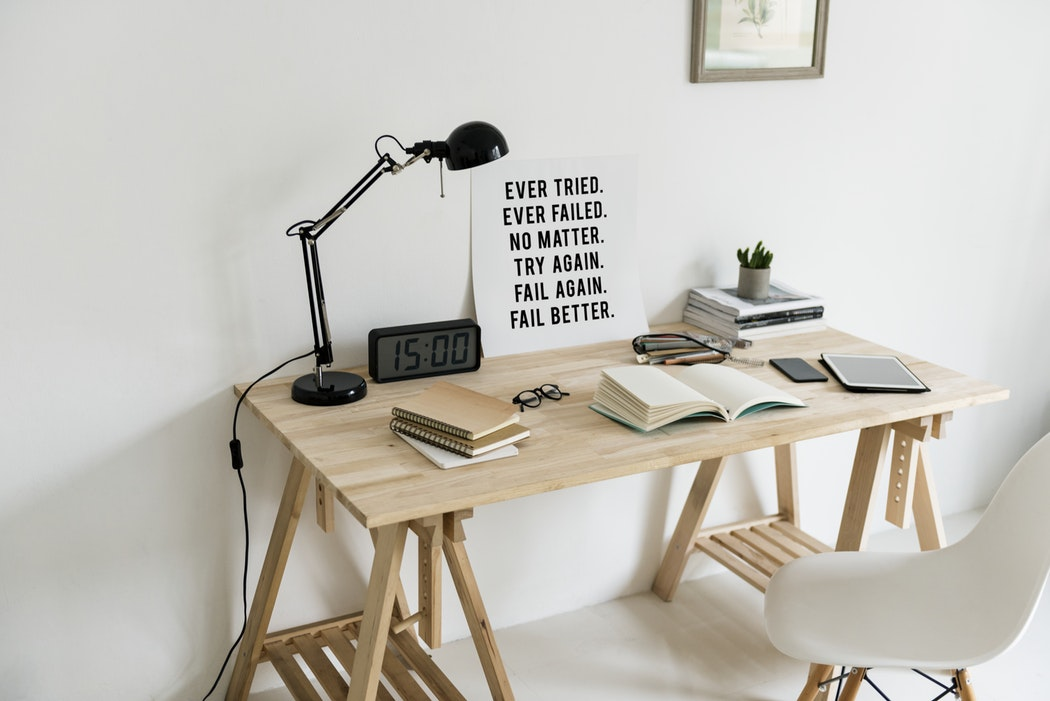 EVER TRIED.
EVER FAILED.
NO MATTER.
TRY AGAIN.
FAIL AGAIN.
FAIL BETTER.
15:00